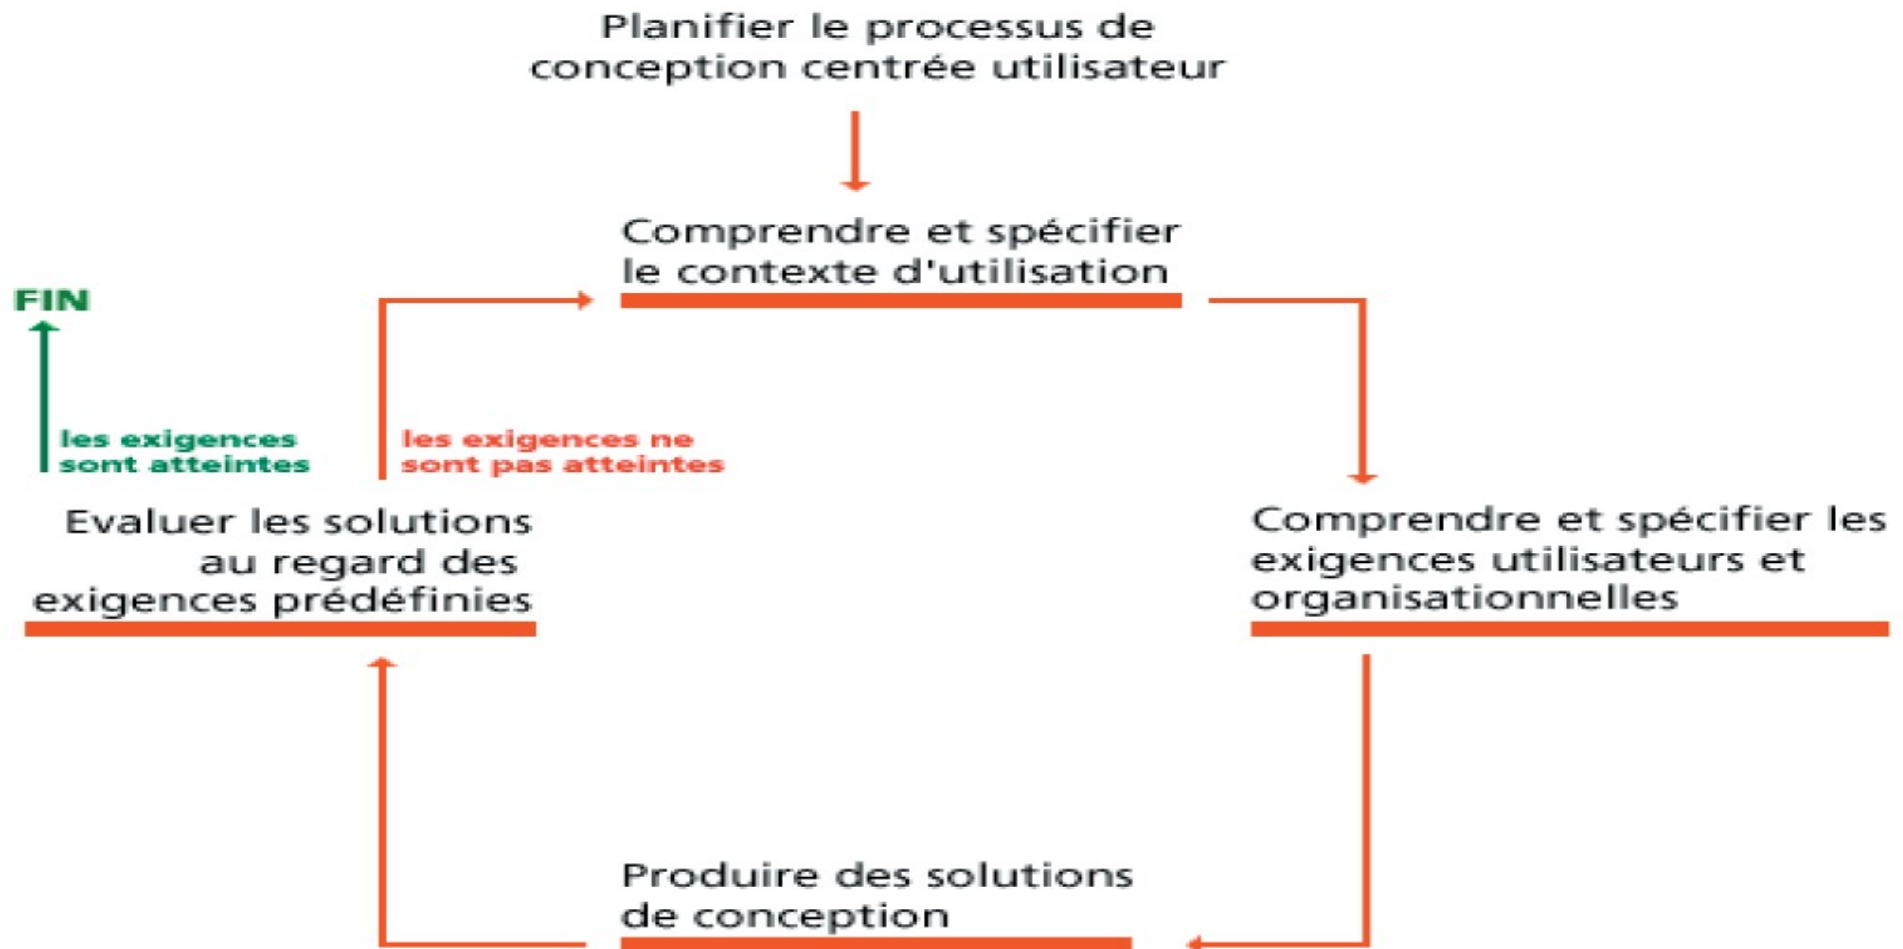 Planifier le processus de
conception centrée utilisateur
Comprendre et spécifier
le contexte d'utilisation
FIN
les exigences
sont atteintes
les exigences ne
sont pas atteintes
Evaluer les solutions
au regard des
exigences prédéfinies
Comprendre et spécifier les
exigences utilisateurs et
organisationnelles
Produire des solutions
de conception